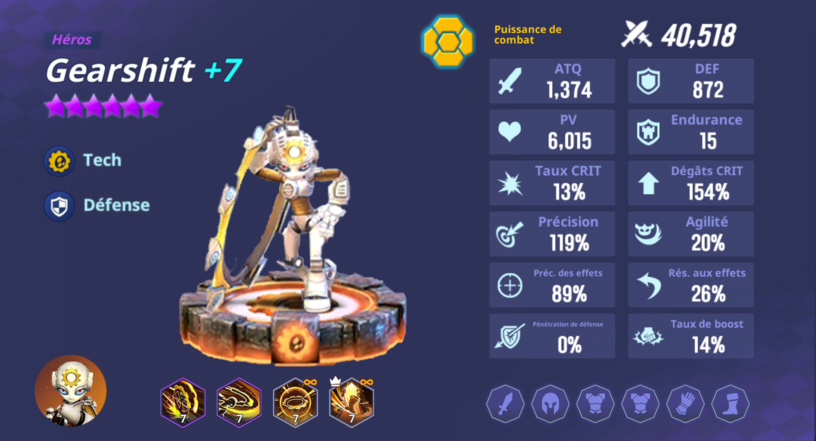 Héros
Gearshift +7
Tech
Défense
Puissance de
combat
40,518
ATQ
1,374
DEF
872
PV
6,015
Endurance
15
Taux CRIT
13%
Dégâts CRIT
154%
Précision
119%
Agilité
20%
Préc. des effets
89%
Rés. aux effets
26%
Pénétration de défense
0%
Taux de boost
14%
7
7
7
7